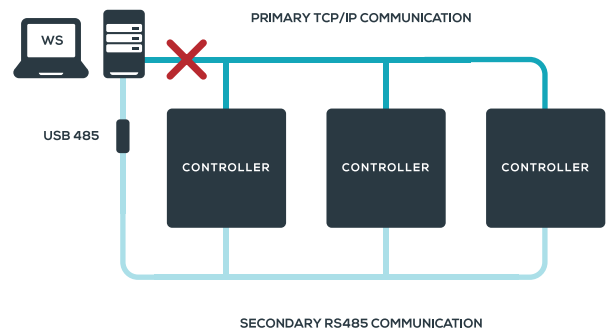 PRIMARY TCP/IP COMMUNICATION
WS
USB 485
CONTROLLER
CONTROLLER
CONTROLLER
SECONDARY RS485 COMMUNICATION